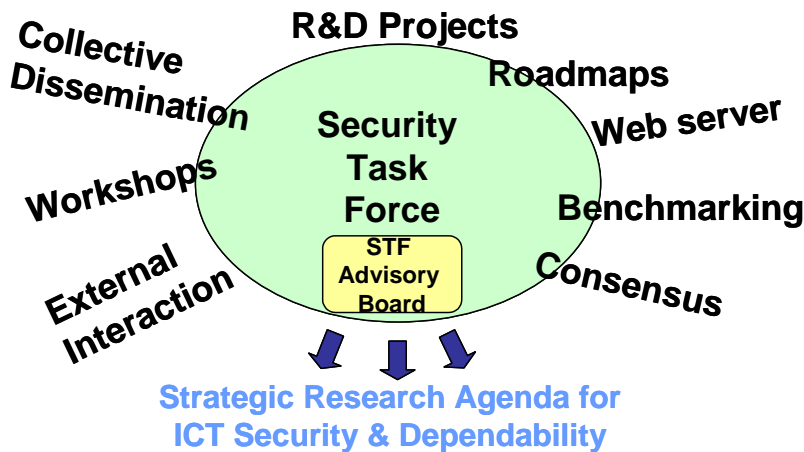 R&D Projects
Collective
Dissemination
Roadmaps
Web server
Security
Task
Force
Workshops
Benchmarking
STF
Advisory
Board
External
Interaction
Consensus
Strategic Research Agenda for
ICT Security & Dependability